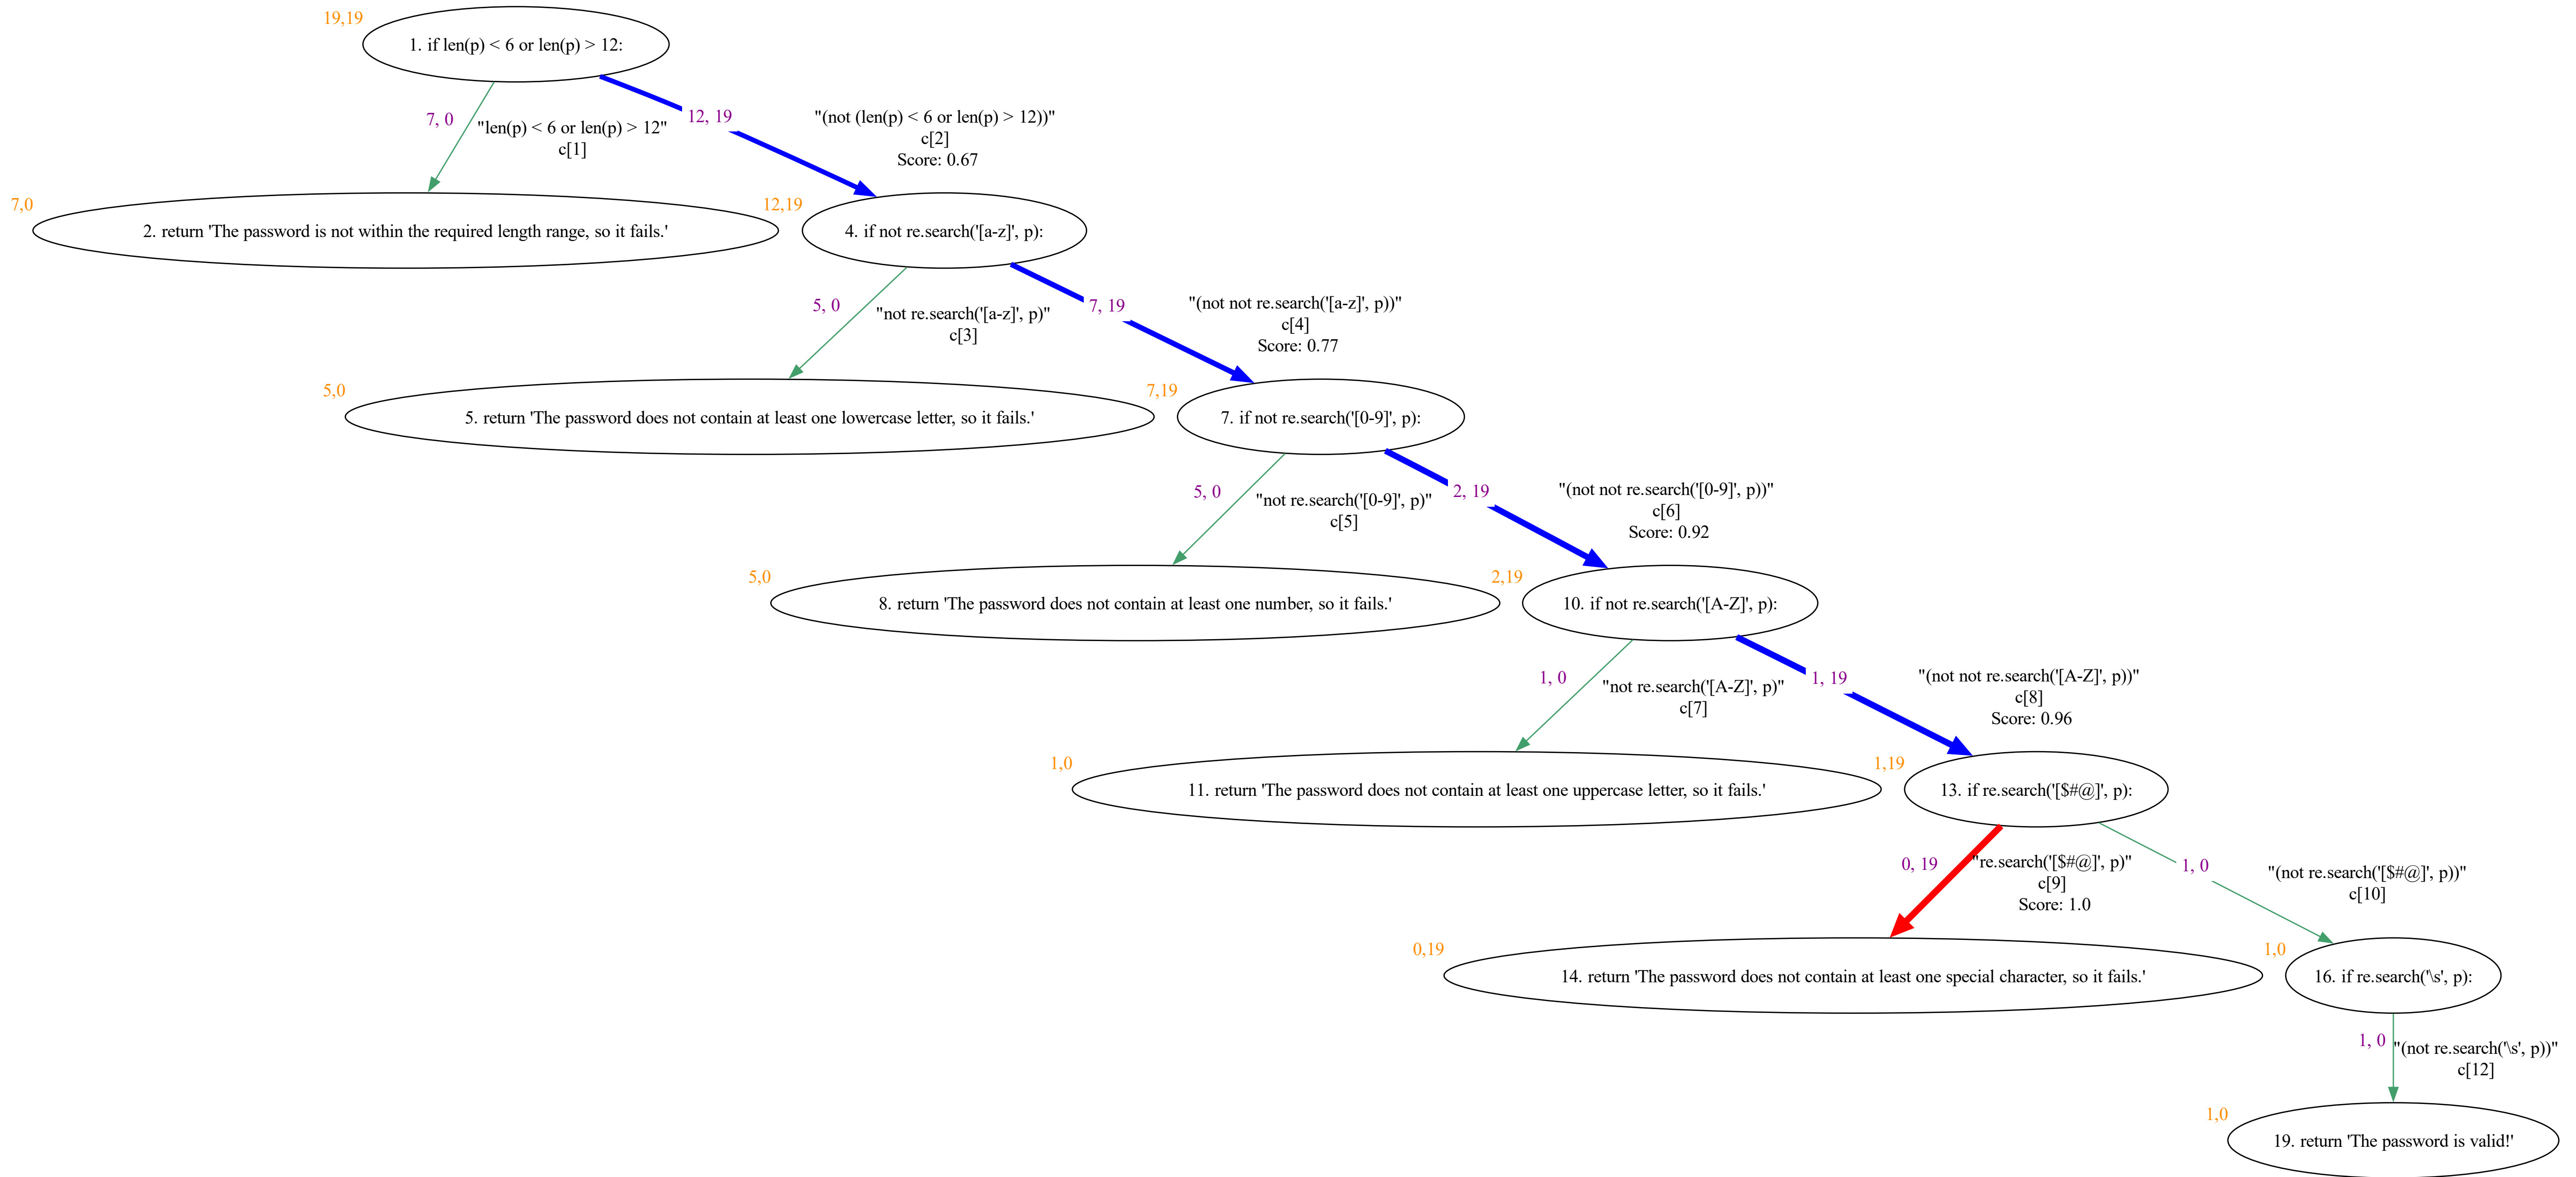 19,19
1. if len(p) < 6 or len(p) > 12:
7, 0
"len(p) < 6 or len(p) > 12"
c[1]
12, 19
"(not (len(p) < 6 or len(p) > 12))"
c[2]
Score: 0.67
7,0
2. return 'The password is not within the required length range, so it fails.'
12,19
4. if not re.search('[a-z]', p):
5, 0
"not re.search('[a-z]', p)"
c[3]
7, 19
"(not not re.search('[a-z]', p))"
c[4]
Score: 0.77
5,0
5. return 'The password does not contain at least one lowercase letter, so it fails.'
7,19
7. if not re.search('[0-9]', p):
5, 0
"not re.search('[0-9]', p)"
c[5]
2, 19
"(not not re.search('[0-9]', p))"
c[6]
Score: 0.92
5,0
8. return 'The password does not contain at least one number, so it fails.'
2,19
10. if not re.search('[A-Z]', p):
1, 0
"not re.search('[A-Z]', p)"
c[7]
1, 19
"(not not re.search('[A-Z]', p))"
c[8]
Score: 0.96
1,0
11. return 'The password does not contain at least one uppercase letter, so it fails.'
1,19
13. if re.search('[$#@]', p):
0, 19
"re.search('[$#@]', p)"
c[9]
Score: 1.0
1, 0
"(not re.search('[$#@]', p))"
c[10]
0,19
14. return 'The password does not contain at least one special character, so it fails.'
1,0
16. if re.search('\s', p):
1, 0
"(not re.search('\s', p))"
c[12]
1,0
19. return 'The password is valid!'